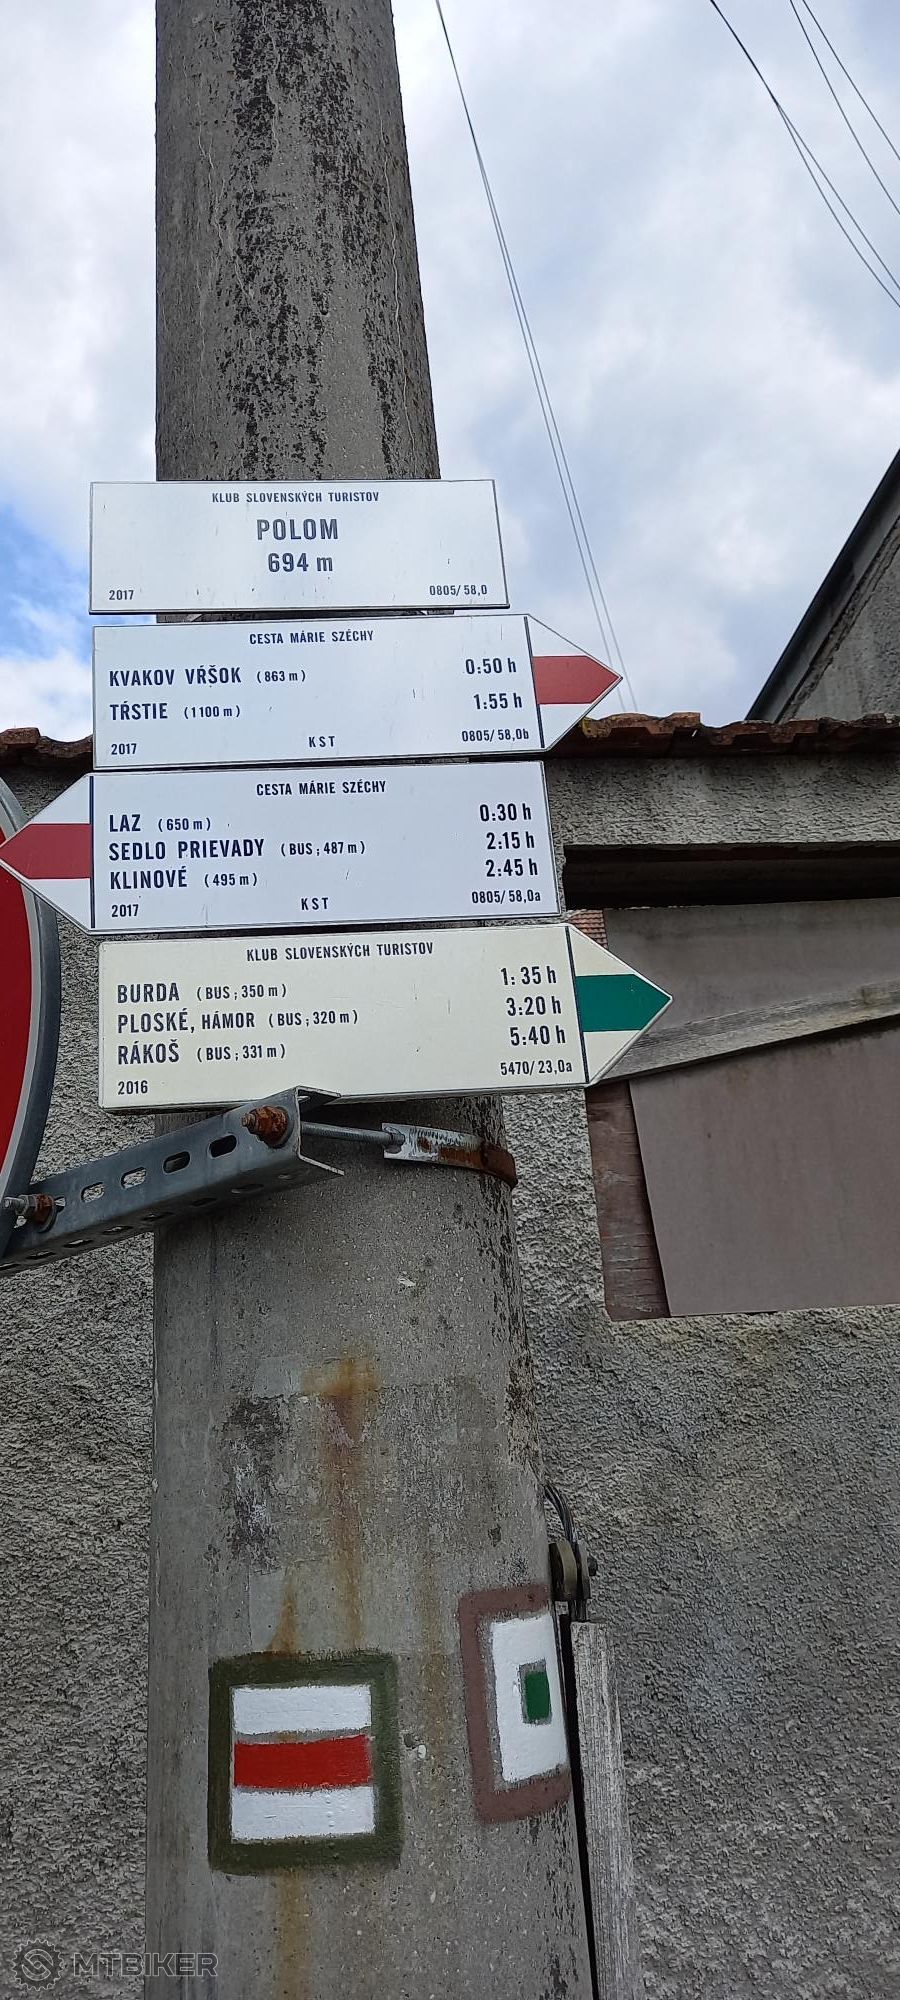 KLUB SLOVENSKÝCH TURISTOV
POLOM
694 m
2017 0805/58,0
CESTA MÁRIE SZÉCHY
KVAKOV VŔŠOK (863 m) 0:50 h
TŔSTIE (1100 m) 1:55 h
2017 KST 0805/58,0b
CESTA MÁRIE SZÉCHY
LAZ (650 m) 0:30 h
SEDLO PRIEVADY (BUS; 487 m) 2:15 h
KLINOVÉ (495 m) 2:45 h
2017 KST 0805/58,0a
KLUB SLOVENSKÝCH TURISTOV
BURDA (BUS; 350 m) 1:35 h
PLOSKÉ, HÁMOR (BUS; 320 m) 3:20 h
RÁKOŠ (BUS; 331 m) 5:40 h
2016 5470/23,0a
MTBIKER